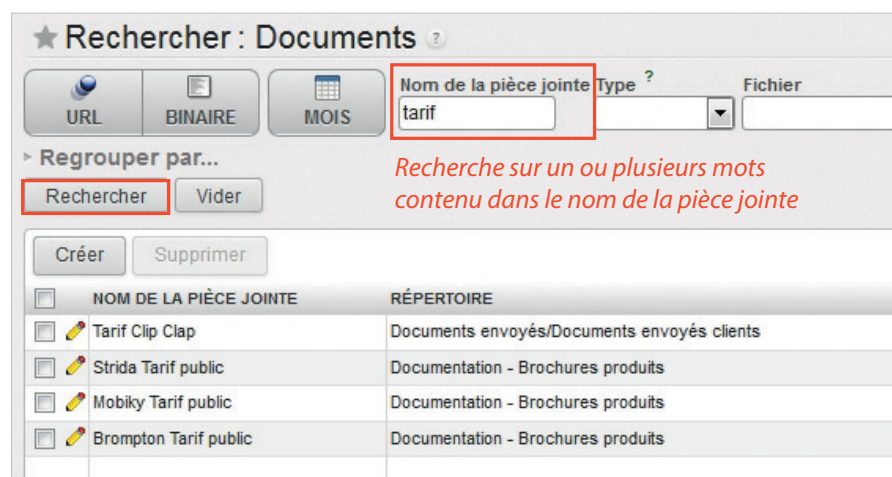 Rechercher : Documents ?
Nom de la pièce jointe Type ? Fichier
URL BINAIRE MOIS tarif
Regrouper par...
Recherche sur un ou plusieurs mots
Rechercher Vider
contenu dans le nom de la pièce jointe
Créer Supprimer
NOM DE LA PIÈCE JOINTE RÉPERTOIRE
Tarif Clip Clap Documents envoyés/Documents envoyés clients
Strida Tarif public Documentation - Brochures produits
Mobiky Tarif public Documentation - Brochures produits
Brompton Tarif public Documentation - Brochures produits